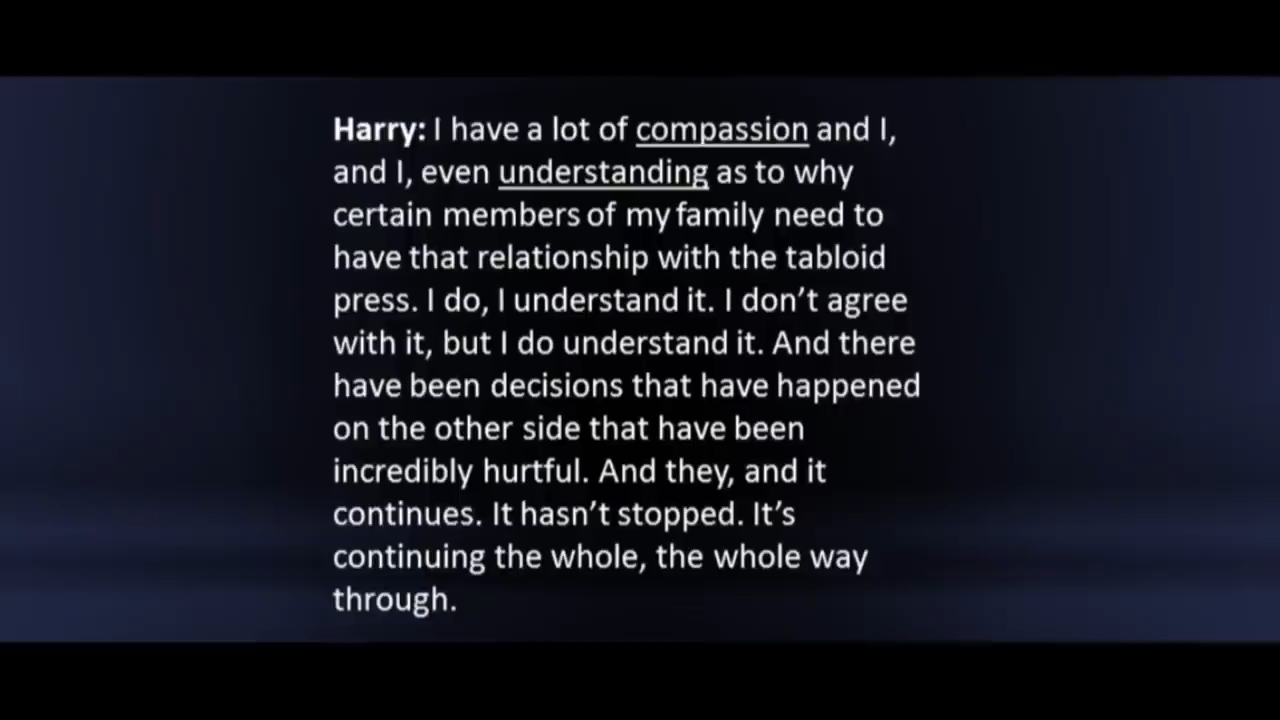 Harry: I have a lot of compassion and I,
and I, even understanding as to why
certain members of my family need to
have that relationship with the tabloid
press. I do, I understand it. I don’t agree
with it, but I do understand it. And there
have been decisions that have happened
on the other side that have been
incredibly hurtful. And they, and it
continues. It hasn’t stopped. It’s
continuing the whole, the whole way
through.